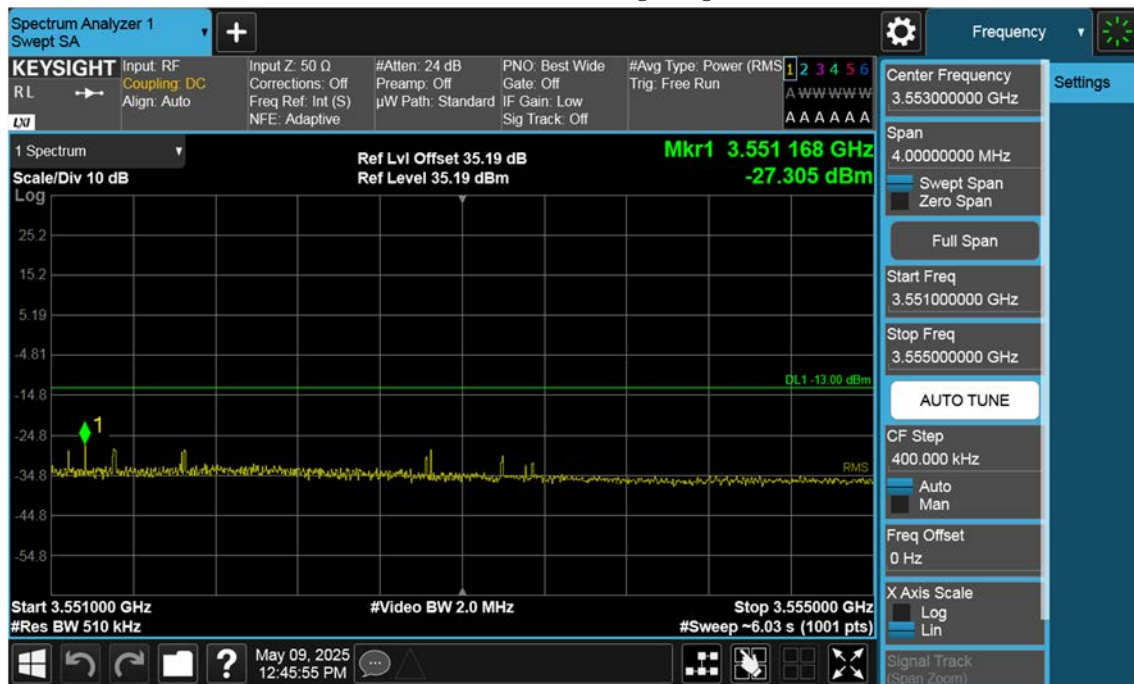 Spectrum Analyzer 1
Swept SA
+
Frequency
KEYSIGHT
RL
LXI
Input: RF
Coupling: DC
Align: Auto
Input Z: 50 Ω
Corrections: Off
Freq Ref: Int (S)
NFE: Adaptive
#Atten: 24 dB
Preamp: Off
µW Path: Standard
PNO: Best Wide
Gate: Off
IF Gain: Low
Sig Track: Off
#Avg Type: Power (RMS
Trig: Free Run
1 2 3 4 5 6
A W W W W W
A A A A A A
1 Spectrum
Scale/Div 10 dB
Log
Ref Lvl Offset 35.19 dB
Ref Level 35.19 dBm
Mkr1 3.551 168 GHz
-27.305 dBm
25.2
15.2
5.19
-4.81
-14.8
-24.8
-34.8
-44.8
-54.8
DL1 -13.00 dBm
1
RMS
Start 3.551000 GHz
#Res BW 510 kHz
#Video BW 2.0 MHz
Stop 3.555000 GHz
#Sweep ~6.03 s (1001 pts)
Center Frequency
3.553000000 GHz
Span
4.00000000 MHz
Swept Span
Zero Span
Full Span
Start Freq
3.551000000 GHz
Stop Freq
3.555000000 GHz
AUTO TUNE
CF Step
400.000 kHz
Auto
Man
Freq Offset
0 Hz
X Axis Scale
Log
Lin
Signal Track
(Span Zoom)
Settings
?
May 09, 2025
12:45:55 PM